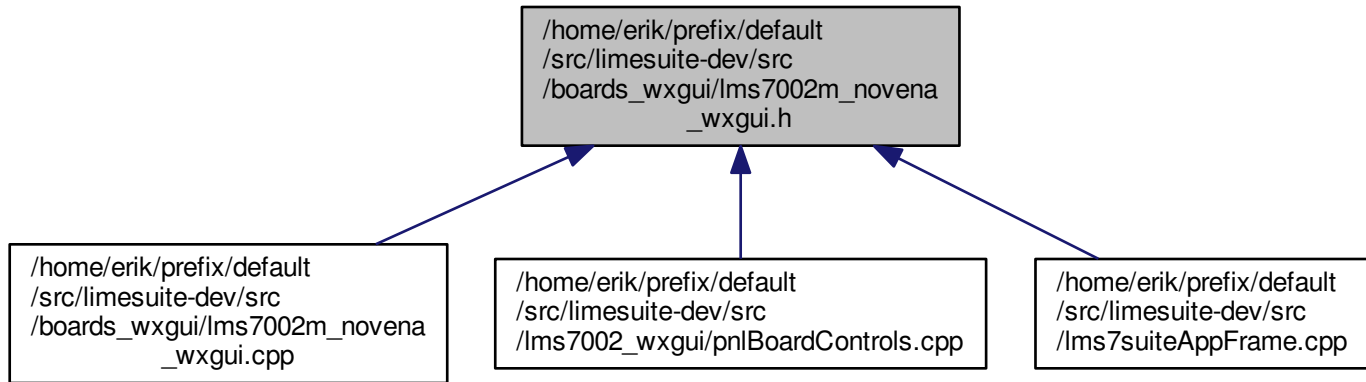 /home/erik/prefix/default
/src/limesuite-dev/src
/boards_wxgui/lms7002m_novena
_wxgui.h
/home/erik/prefix/default
/src/limesuite-dev/src
/boards_wxgui/lms7002m_novena
_wxgui.cpp
/home/erik/prefix/default
/src/limesuite-dev/src
/lms7002_wxgui/pnlBoardControls.cpp
/home/erik/prefix/default
/src/limesuite-dev/src
/lms7suiteAppFrame.cpp